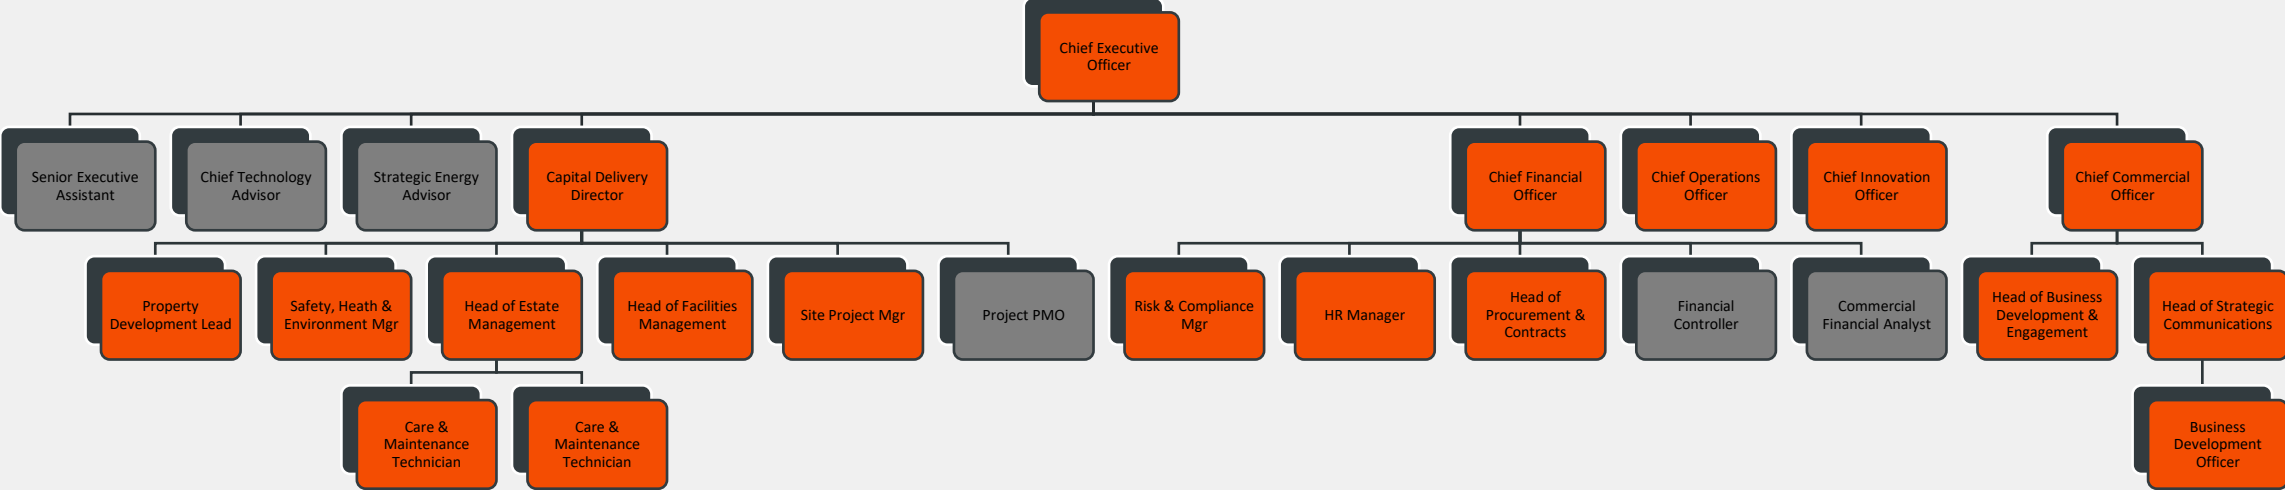 Chief Executive
Officer
Senior Executive
Assistant
Chief Technology
Advisor
Strategic Energy
Advisor
Capital Delivery
Director
Chief Financial
Officer
Chief Operations
Officer
Chief Innovation
Officer
Chief Commercial
Officer
Property
Development Lead
Safety, Heath &
Environment Mgr
Head of Estate
Management
Head of Facilities
Management
Site Project Mgr
Project PMO
Risk & Compliance
Mgr
HR Manager
Head of
Procurement &
Contracts
Financial
Controller
Commercial
Financial Analyst
Head of Business
Development &
Engagement
Head of Strategic
Communications
Care &
Maintenance
Technician
Care &
Maintenance
Technician
Business
Development
Officer